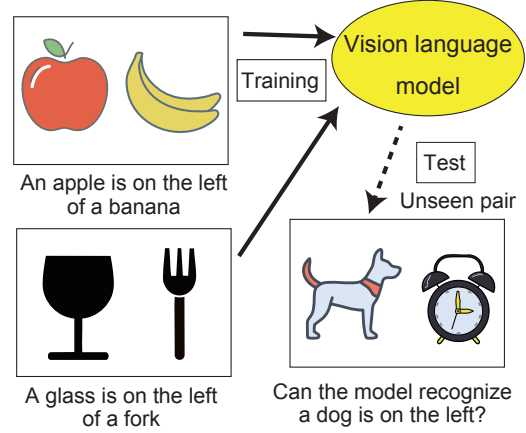 Vision language
model
Training
An apple is on the left
of a banana
Test
Unseen pair
A glass is on the left
of a fork
Can the model recognize
a dog is on the left?